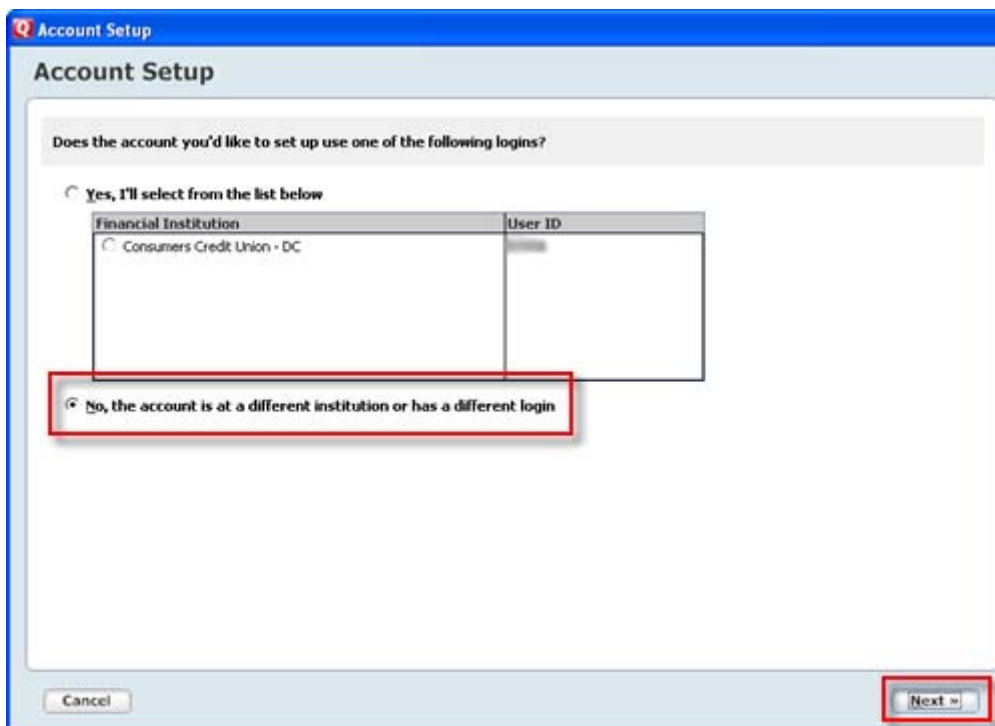 Account Setup
Account Setup
Does the account you'd like to set up use one of the following logins?
Yes, I'll select from the list below
Financial Institution User ID
Consumers Credit Union - DC
No, the account is at a different institution or has a different login
Cancel Next »